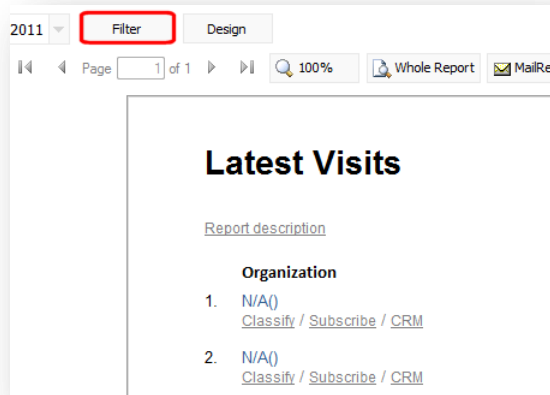 2011 Filter Design
Page 1 of 1 100% Whole Report MailRe
Latest Visits
Report description
Organization
1. N/A()
Classify / Subscribe / CRM
2. N/A()
Classify / Subscribe / CRM